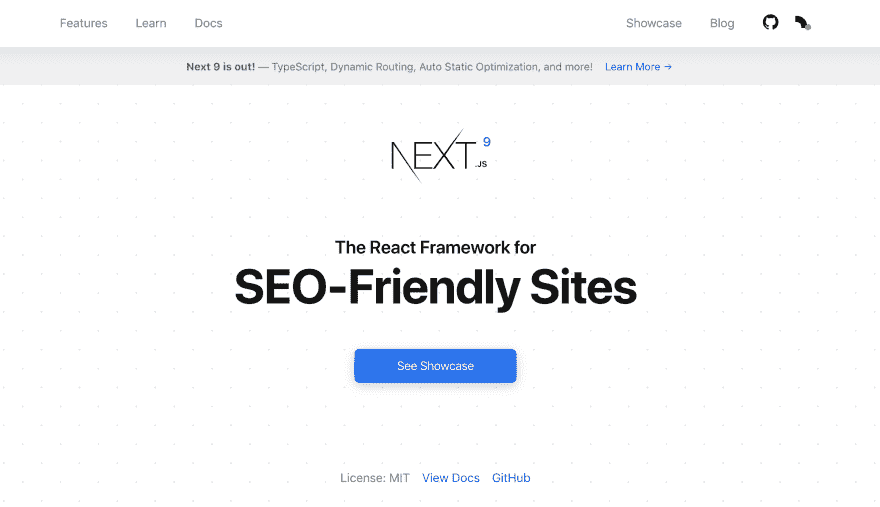 Features Learn Docs Showcase Blog
Next 9 is out! — TypeScript, Dynamic Routing, Auto Static Optimization, and more! Learn More →
NEXT 9
.JS
The React Framework for
SEO-Friendly Sites
See Showcase
License: MIT View Docs GitHub